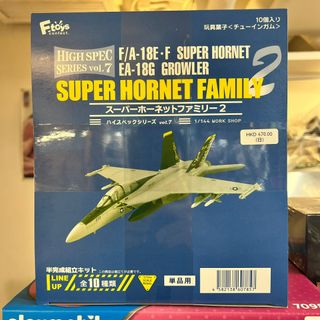 F-toys
confect.
10個入り
玩具菓子<チューインガム>
HIGH SPEC
SERIES vol.7
F/A-18E・F SUPER HORNET
EA-18G GROWLER
SUPER HORNET FAMILY 2
スーパーホーネットファミリー2
ハイスペックシリーズ vol.7
1/144 WORK SHOP
HKD 470.00
半完成組立キット
LINE
UP
全10種類
単品用
709